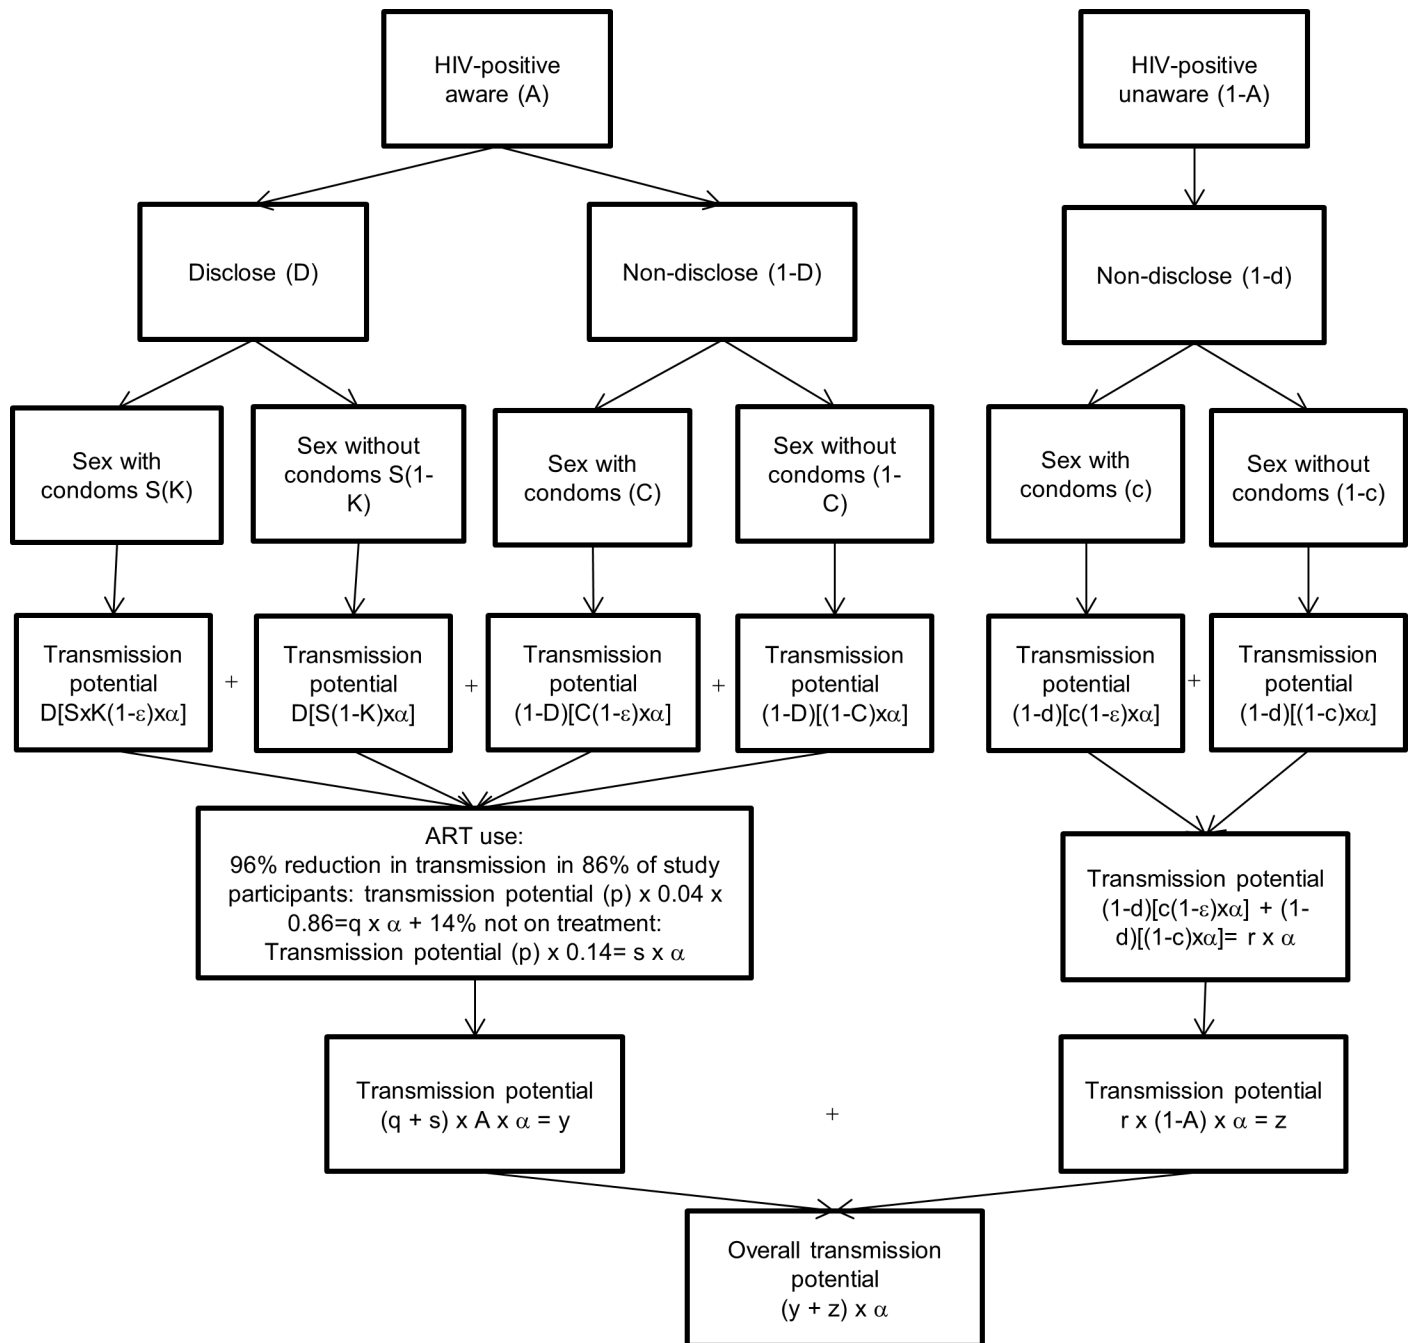 HIV-positive
aware (A)
HIV-positive
unaware (1-A)
Disclose (D)
Non-disclose (1-D)
Non-disclose (1-d)
Sex with
condoms S(K)
Sex without
condoms S(1-
K)
Sex with
condoms (C)
Sex without
condoms (1-
C)
Sex with
condoms (c)
Sex without
condoms (1-c)
Transmission
potential
D[SxK(1-ε)xα]
+
Transmission
potential
D[S(1-K)xα]
+
Transmission
potential
(1-D)[C(1-ε)xα]
+
Transmission
potential
(1-D)[(1-C)xα]
Transmission
potential
(1-d)[c(1-ε)xα]
+
Transmission
potential
(1-d)[(1-c)xα]
ART use:
96% reduction in transmission in 86% of study
participants: transmission potential (p) x 0.04 x
0.86=q x α + 14% not on treatment:
Transmission potential (p) x 0.14= s x α
Transmission potential
(1-d)[c(1-ε)xα] + (1-
d)[(1-c)xα]= r x α
Transmission potential
(q + s) x A x α = y
+
Transmission potential
r x (1-A) x α = z
Overall transmission
potential
(y + z) x α